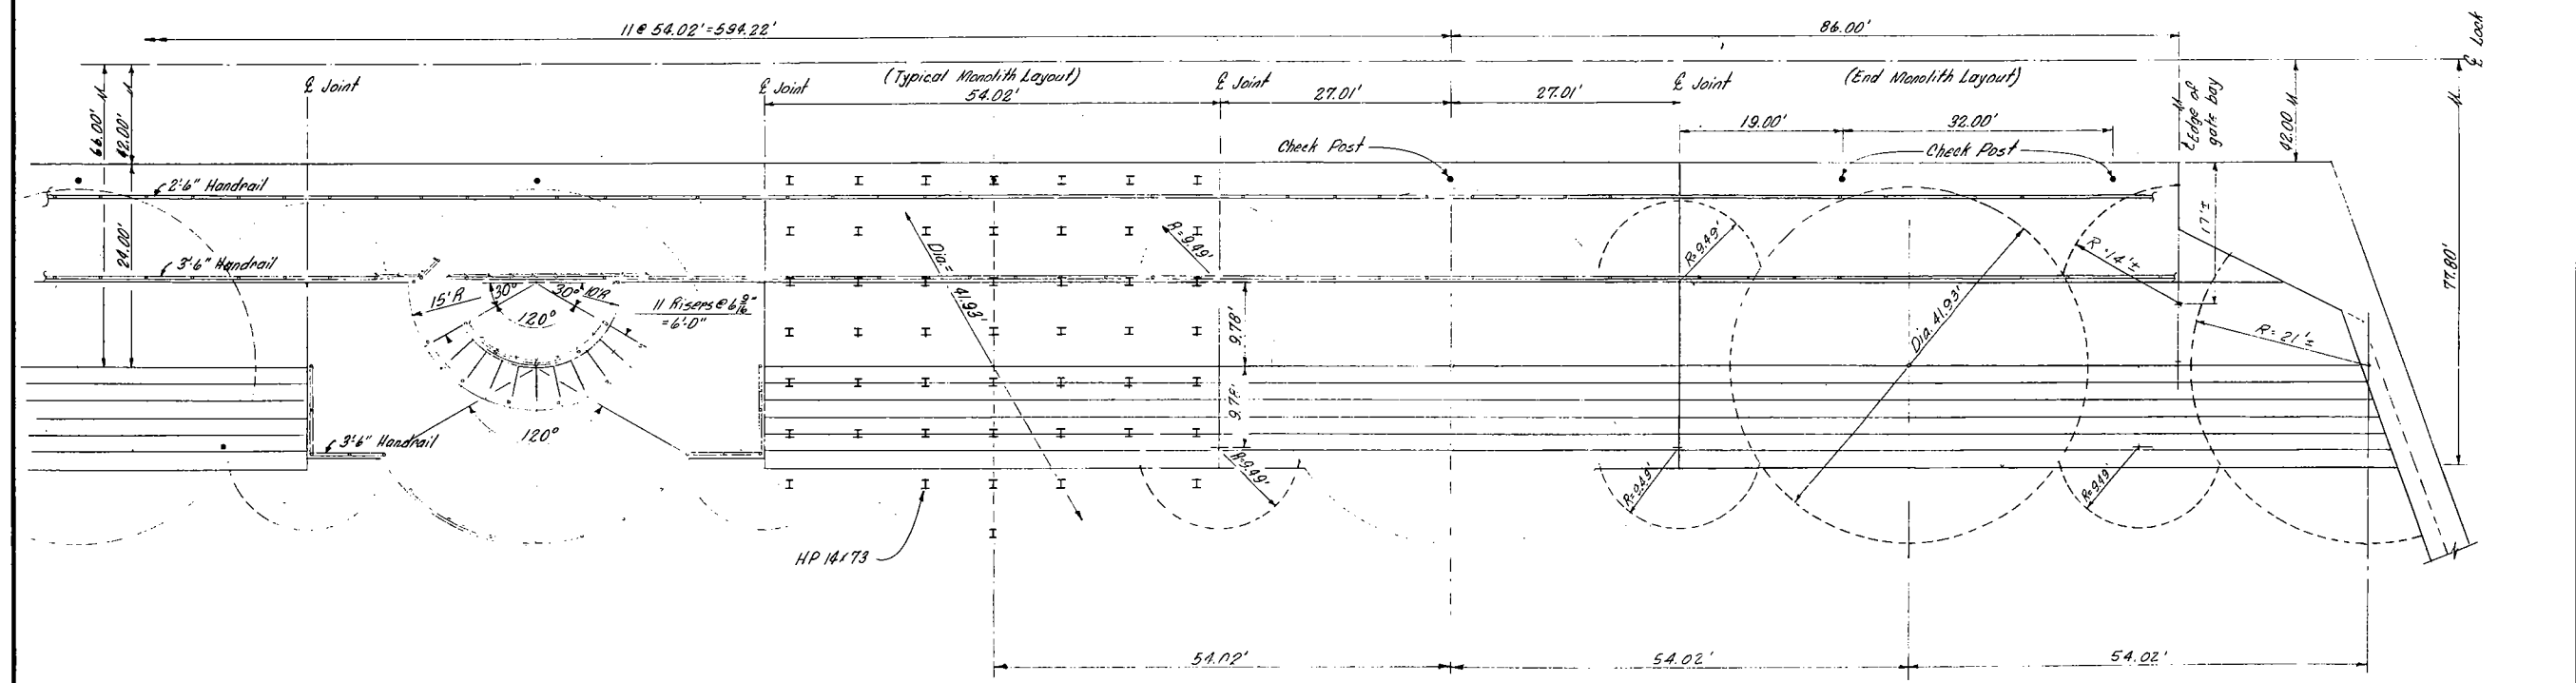 11 @ 54.02' = 594.22'
86.00'
℄ Lock
℄ Joint
℄ Joint
(Typical Monolith Layout)
℄ Joint
℄ Joint
(End Monolith Layout)
54.02'
27.01'
27.01'
Edge of
gate bay
66.00'
42.00'
42.00
19.00'
32.00'
Check Post
Check Post
2'-6" Handrail
17'±
24.00'
Dia. = 41.93'
R=9.49'
R=9.49'
R=14'±
77.80'
3'-6" Handrail
15'R
30°
30°
10'R
120°
11 Risers @ 6 9/16"
= 6'-0"
9.78'
Dia. 41.93'
R=21'±
9.78'
120°
3'-6" Handrail
R=9.49'
R=9.49'
R=9.49'
HP 14x73
54.02'
54.02'
54.02'